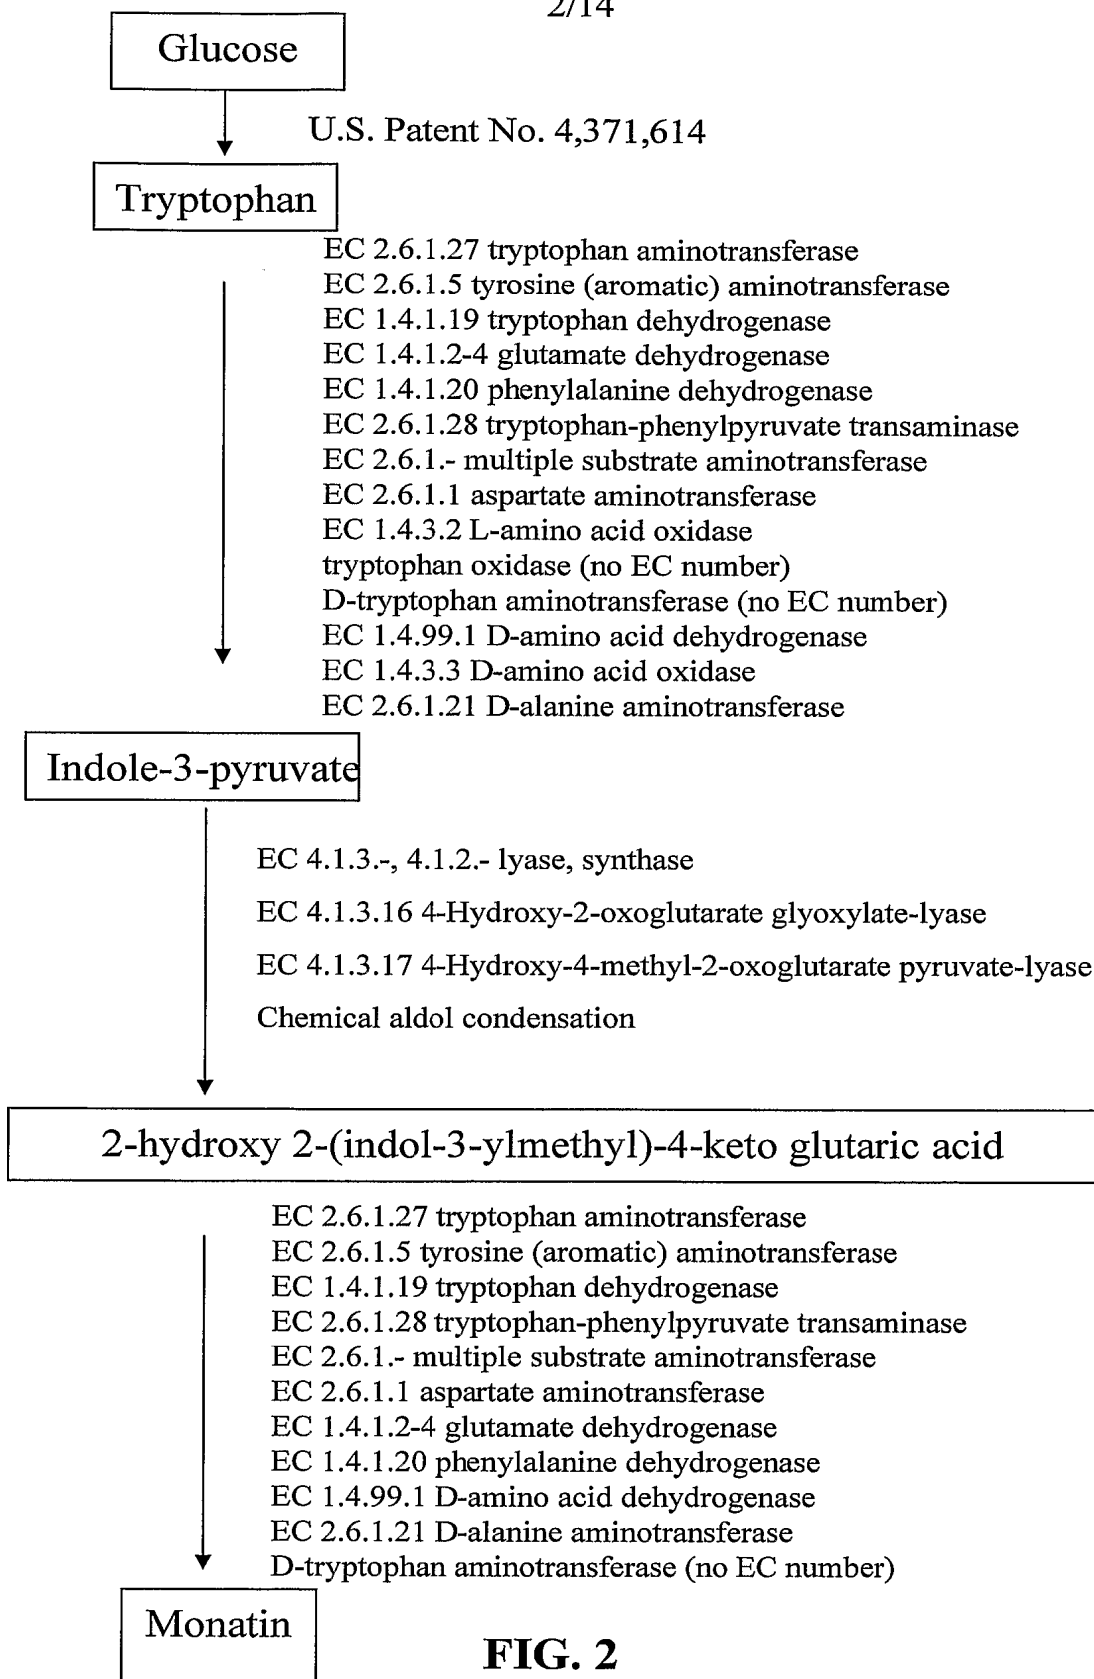 2/14
Glucose
U.S. Patent No. 4,371,614
Tryptophan
EC 2.6.1.27 tryptophan aminotransferase
EC 2.6.1.5 tyrosine (aromatic) aminotransferase
EC 1.4.1.19 tryptophan dehydrogenase
EC 1.4.1.2-4 glutamate dehydrogenase
EC 1.4.1.20 phenylalanine dehydrogenase
EC 2.6.1.28 tryptophan-phenylpyruvate transaminase
EC 2.6.1.- multiple substrate aminotransferase
EC 2.6.1.1 aspartate aminotransferase
EC 1.4.3.2 L-amino acid oxidase
tryptophan oxidase (no EC number)
D-tryptophan aminotransferase (no EC number)
EC 1.4.99.1 D-amino acid dehydrogenase
EC 1.4.3.3 D-amino acid oxidase
EC 2.6.1.21 D-alanine aminotransferase
Indole-3-pyruvate
EC 4.1.3.-, 4.1.2.- lyase, synthase
EC 4.1.3.16 4-Hydroxy-2-oxoglutarate glyoxylate-lyase
EC 4.1.3.17 4-Hydroxy-4-methyl-2-oxoglutarate pyruvate-lyase
Chemical aldol condensation
2-hydroxy 2-(indol-3-ylmethyl)-4-keto glutaric acid
EC 2.6.1.27 tryptophan aminotransferase
EC 2.6.1.5 tyrosine (aromatic) aminotransferase
EC 1.4.1.19 tryptophan dehydrogenase
EC 2.6.1.28 tryptophan-phenylpyruvate transaminase
EC 2.6.1.- multiple substrate aminotransferase
EC 2.6.1.1 aspartate aminotransferase
EC 1.4.1.2-4 glutamate dehydrogenase
EC 1.4.1.20 phenylalanine dehydrogenase
EC 1.4.99.1 D-amino acid dehydrogenase
EC 2.6.1.21 D-alanine aminotransferase
D-tryptophan aminotransferase (no EC number)
Monatin
FIG. 2